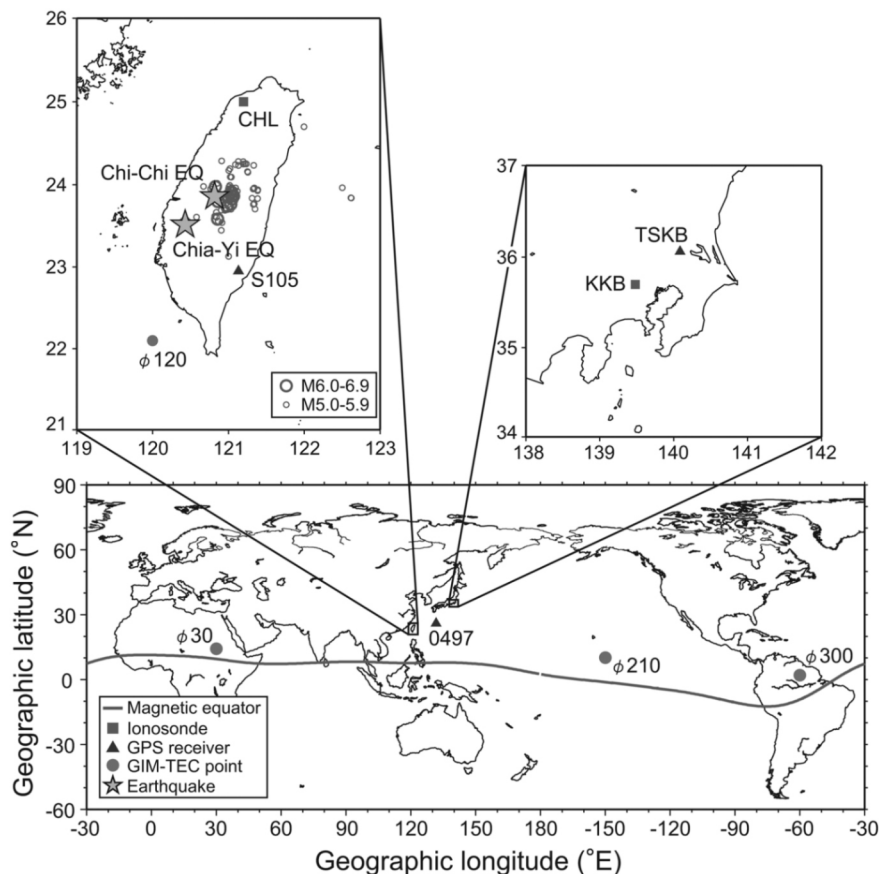 26
25
24
23
22
21
119
120
121
122
123
CHL
Chi-Chi EQ
Chia-Yi EQ
S105
ϕ120
M6.0-6.9
M5.0-5.9
37
36
35
34
138
139
140
141
142
TSKB
KKB
Geographic latitude (˚N)
90
60
30
0
-30
-60
0497
ϕ30
ϕ210
ϕ300
Magnetic equator
Ionosonde
GPS receiver
GIM-TEC point
Earthquake
-30
0
30
60
90
120
150
180
-150
-120
-90
-60
-30
Geographic longitude (˚E)